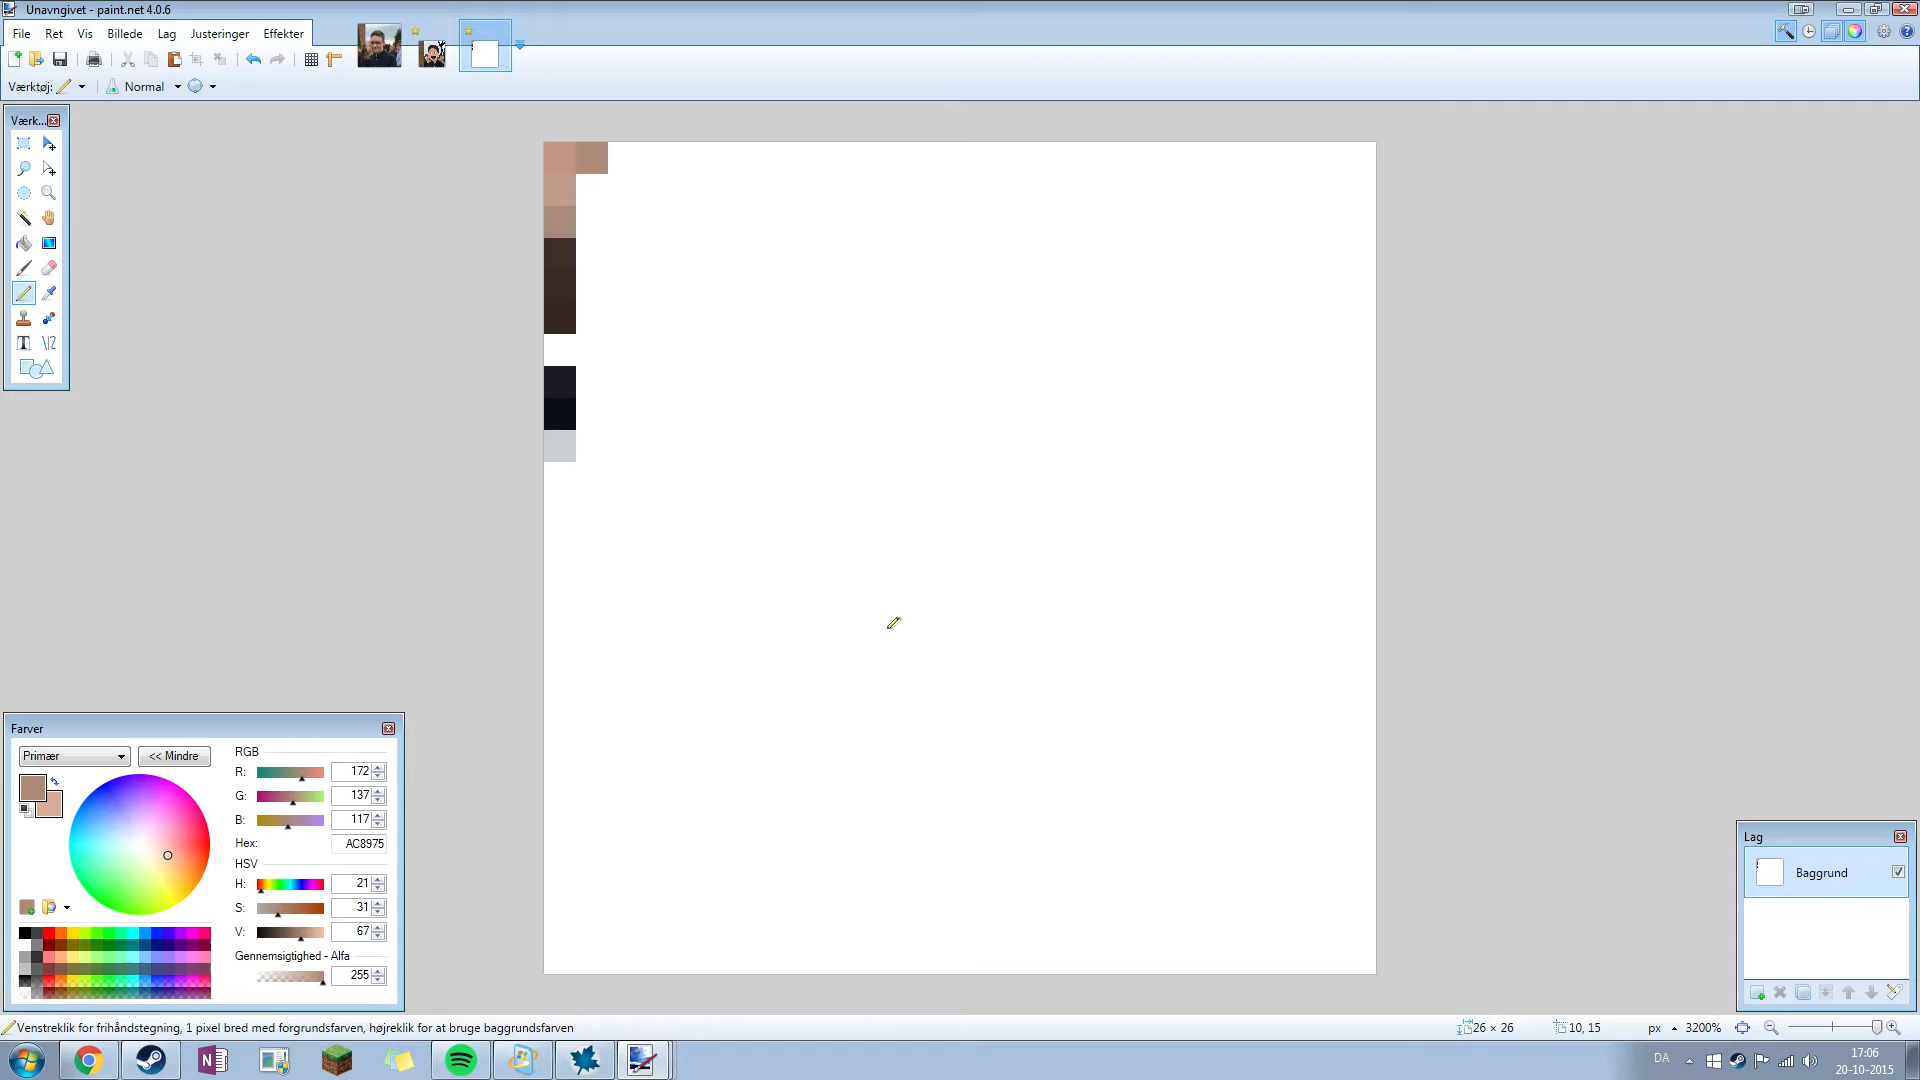 Unavngivet - paint.net 4.0.6
File Ret Vis Billede Lag Justeringer Effekter
Værktøj: Normal
Værk...
T
Farver
Primær << Mindre
RGB
R: 172
G: 137
B: 117
Hex: AC8975
HSV
H: 21
S: 31
V: 67
Gennemsigtighed - Alfa
255
Lag
Baggrund
Venstreklik for frihåndstegning, 1 pixel bred med forgrundsfarven, højreklik for at bruge baggrundsfarven
26 × 26 10, 15 px 3200%
N
DA
17:06
20-10-2015